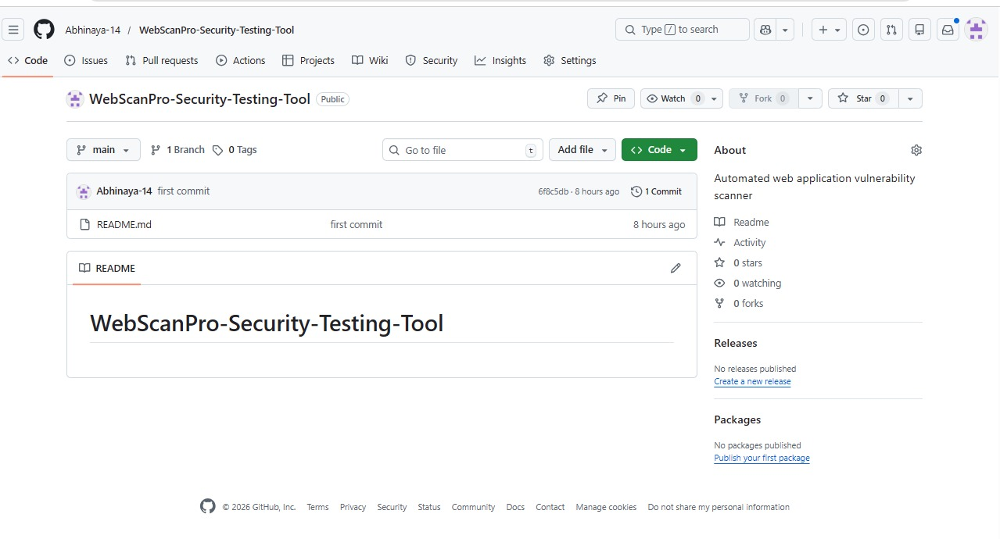 Abhinaya-14 / WebScanPro-Security-Testing-Tool
Type / to search
Code Issues Pull requests Actions Projects Wiki Security Insights Settings
WebScanPro-Security-Testing-Tool Public
Pin Watch 0 Fork 0 Star 0
main 1 Branch 0 Tags Go to file t Add file Code
Abhinaya-14 first commit 6f8c5db · 8 hours ago 1 Commit
README.md first commit 8 hours ago
README
WebScanPro-Security-Testing-Tool
About
Automated web application vulnerability
scanner
Readme
Activity
0 stars
0 watching
0 forks
Releases
No releases published
Create a new release
Packages
No packages published
Publish your first package
© 2026 GitHub, Inc. Terms Privacy Security Status Community Docs Contact Manage cookies Do not share my personal information